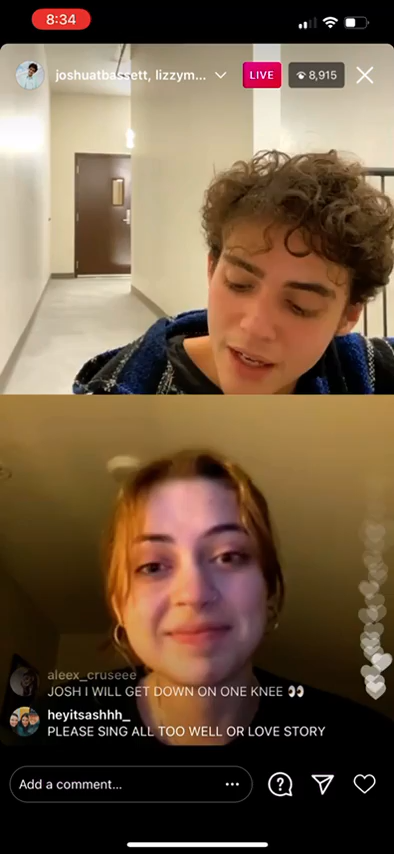 8:34
joshuatbassett, lizzym...
LIVE
8,915
aleex_cruseee
JOSH I WILL GET DOWN ON ONE KNEE 👀
heyitsashhh_
PLEASE SING ALL TOO WELL OR LOVE STORY
Add a comment...